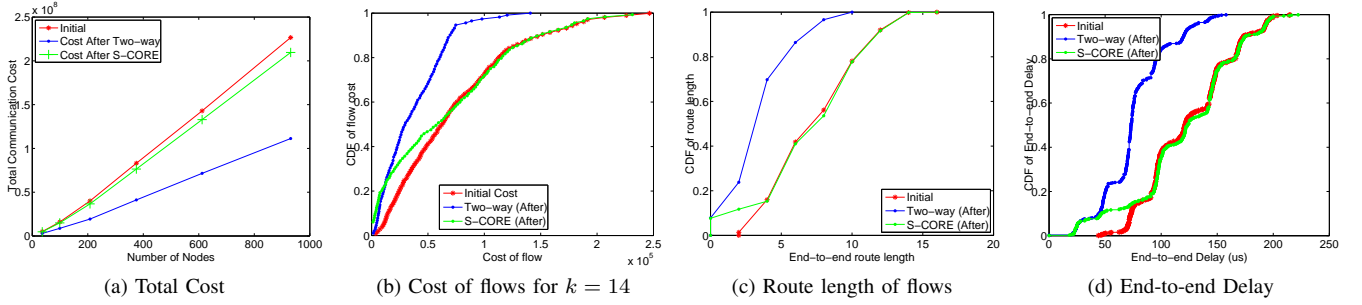 x 10^8
2.5
2
1.5
1
0.5
0
0 200 400 600 800 1000
Total Communication Cost
Number of Nodes
Initial
Cost After Two-way
Cost After S-CORE
(a) Total Cost
1
0.8
0.6
0.4
0.2
0
0 0.5 1 1.5 2 2.5
x 10^5
CDF of flow cost
Cost of flow
Initial Cost
Two-way (After)
S-CORE (After)
(b) Cost of flows for k = 14
1
0.8
0.6
0.4
0.2
0
0 5 10 15 20
CDF of route length
End-to-end route length
Initial
Two-way (After)
S-CORE (After)
(c) Route length of flows
1
0.8
0.6
0.4
0.2
0
0 50 100 150 200 250
CDF of End-to-end Delay
End-to-end Delay (us)
Initial
Two-way (After)
S-CORE (After)
(d) End-to-end Delay